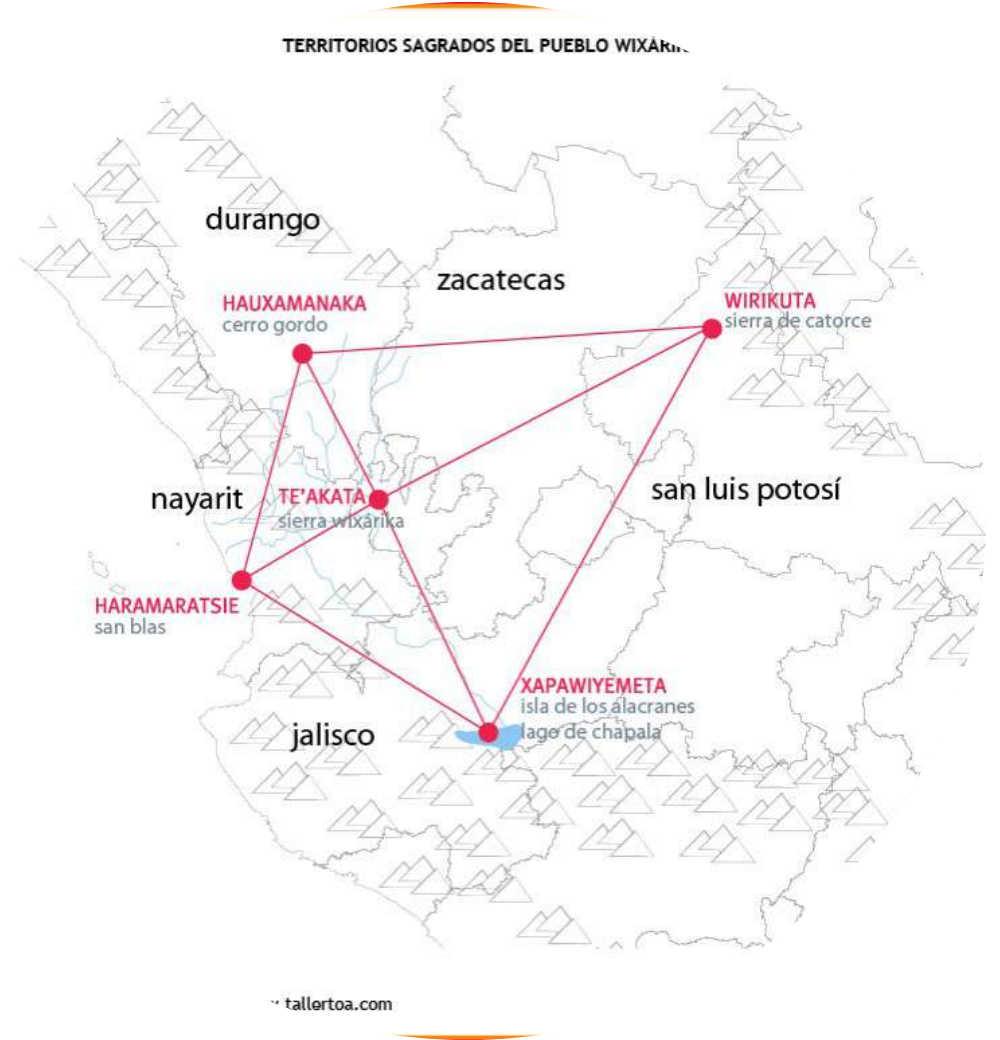 TERRITORIOS SAGRADOS DEL PUEBLO
durango
zacatecas
HAUXAMANAKA
cerro gordo
WIRIKUTA
sierra de catorce
nayarit
TE'AKATA
sierra wixárika
san luis potosí
HARAMARATSIE
san blas
XAPAWIYEMETA
isla de los alacranes
lago de chapala
jalisco
tallertoa.com